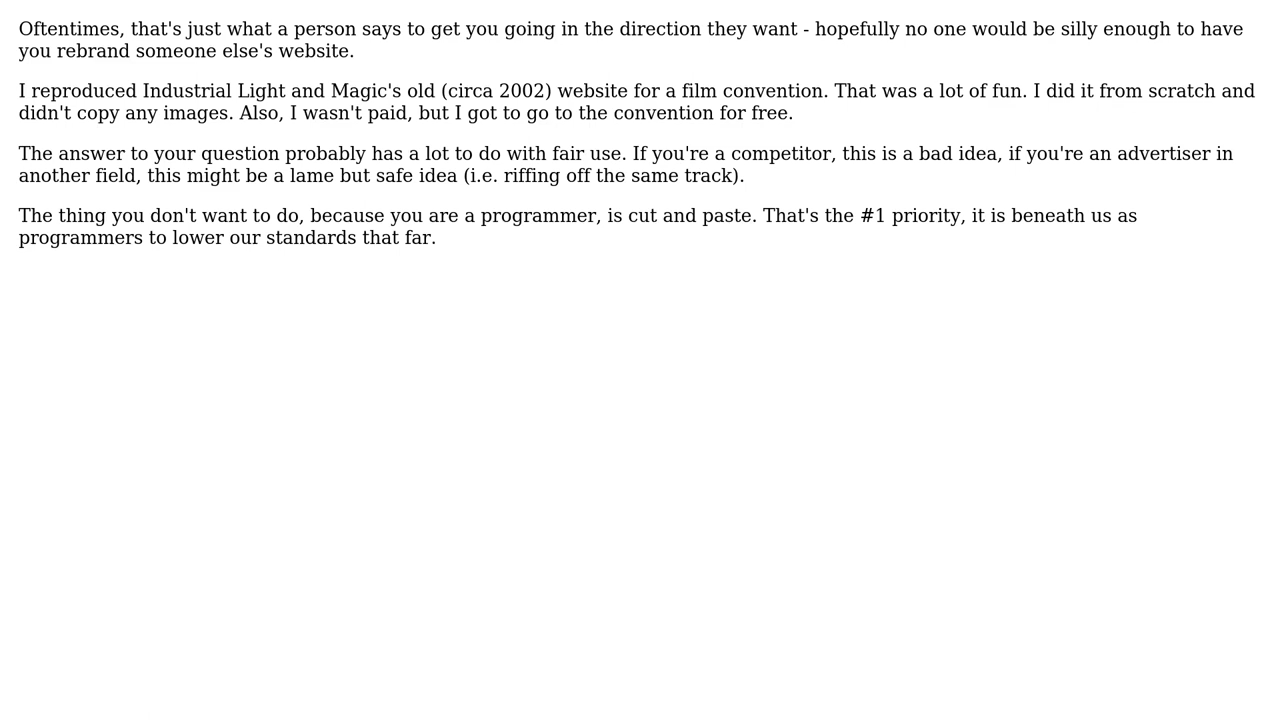 Oftentimes, that's just what a person says to get you going in the direction they want - hopefully no one would be silly enough to have
you rebrand someone else's website.
I reproduced Industrial Light and Magic's old (circa 2002) website for a film convention. That was a lot of fun. I did it from scratch and
didn't copy any images. Also, I wasn't paid, but I got to go to the convention for free.
The answer to your question probably has a lot to do with fair use. If you're a competitor, this is a bad idea, if you're an advertiser in
another field, this might be a lame but safe idea (i.e. riffing off the same track).
The thing you don't want to do, because you are a programmer, is cut and paste. That's the #1 priority, it is beneath us as
programmers to lower our standards that far.